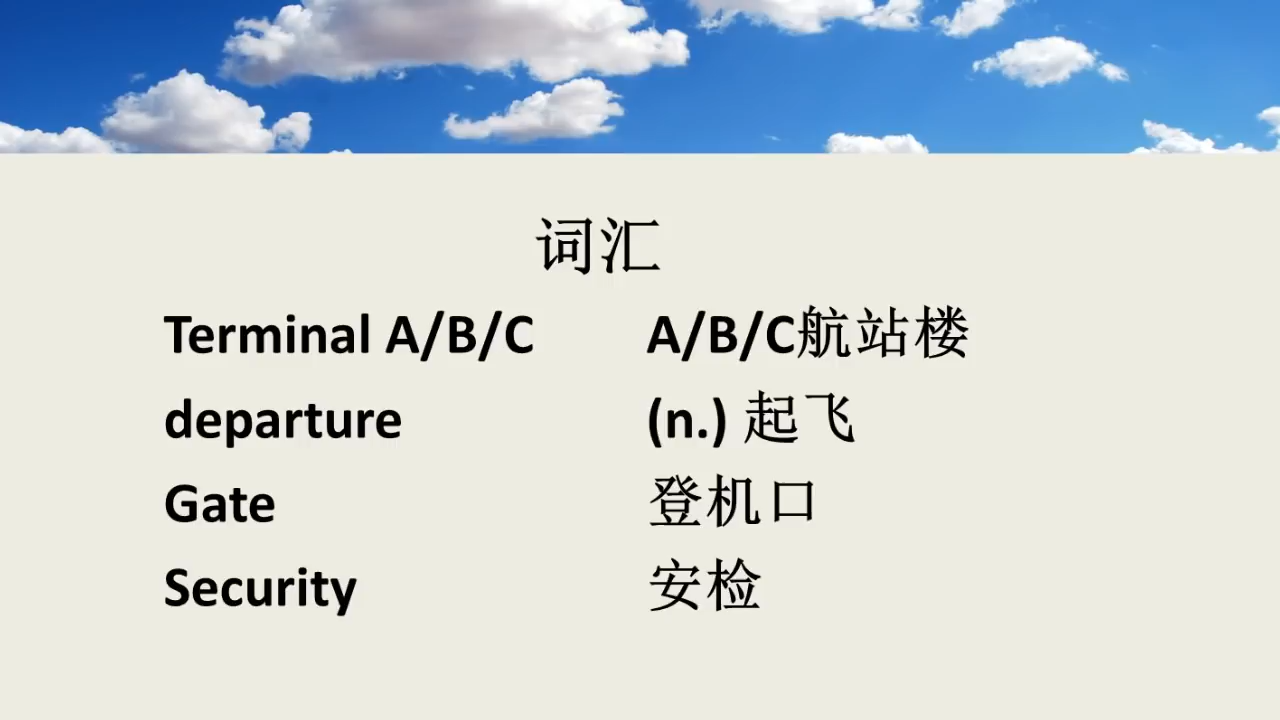 词汇
Terminal A/B/C A/B/C航站楼
departure (n.) 起飞
Gate 登机口
Security 安检